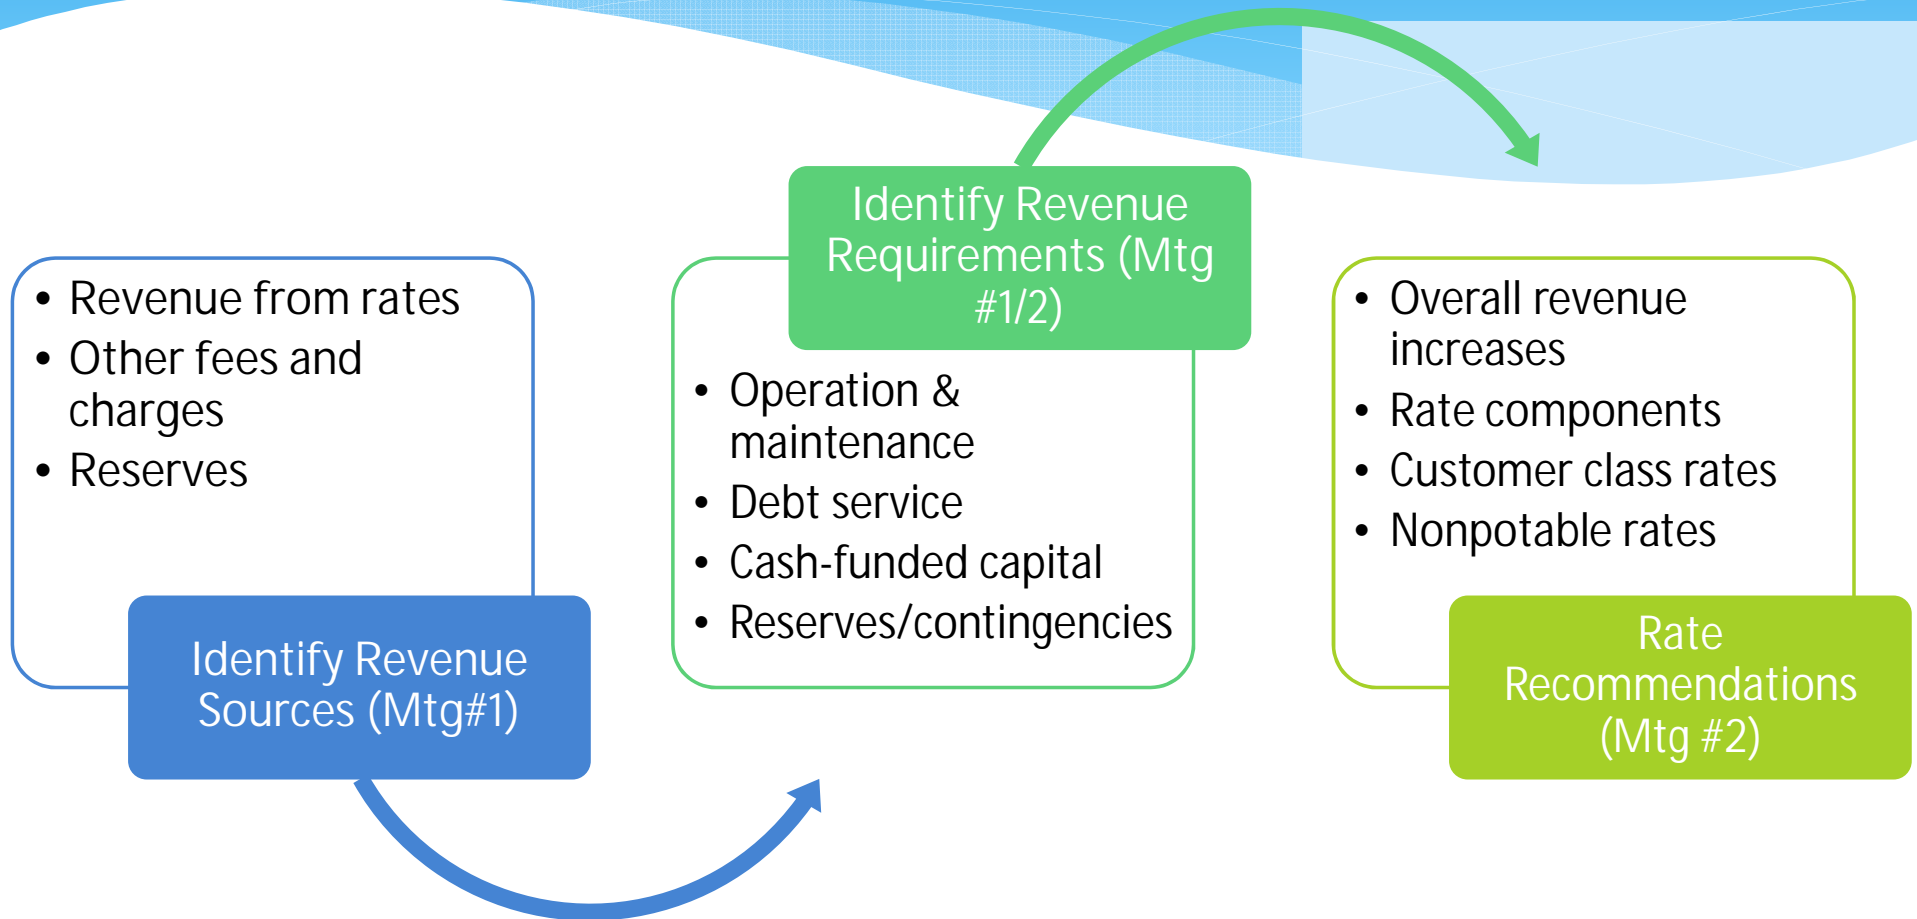 • Revenue from rates
• Other fees and
charges
• Reserves
Identify Revenue
Sources (Mtg#1)
Identify Revenue
Requirements (Mtg
#1/2)
• Operation &
maintenance
• Debt service
• Cash-funded capital
• Reserves/contingencies
• Overall revenue
increases
• Rate components
• Customer class rates
• Nonpotable rates
Rate
Recommendations
(Mtg #2)